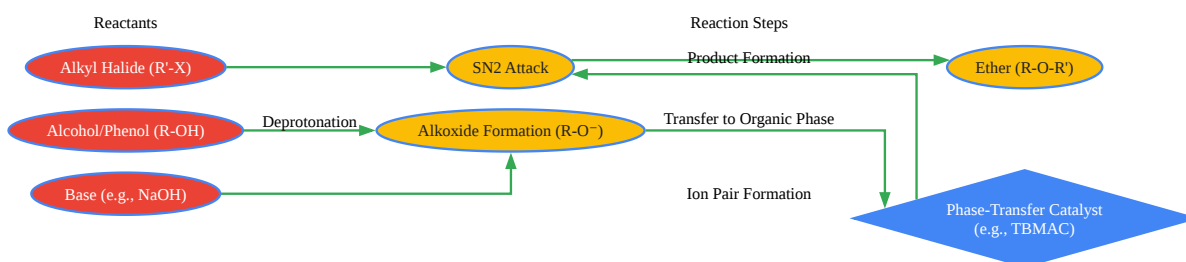 Reactants
Reaction Steps
Alkyl Halide (R'-X)
SN2 Attack
Product Formation
Ether (R-O-R')
Alcohol/Phenol (R-OH)
Deprotonation
Alkoxide Formation (R-O⁻)
Transfer to Organic Phase
Base (e.g., NaOH)
Ion Pair Formation
Phase-Transfer Catalyst
(e.g., TBMAC)